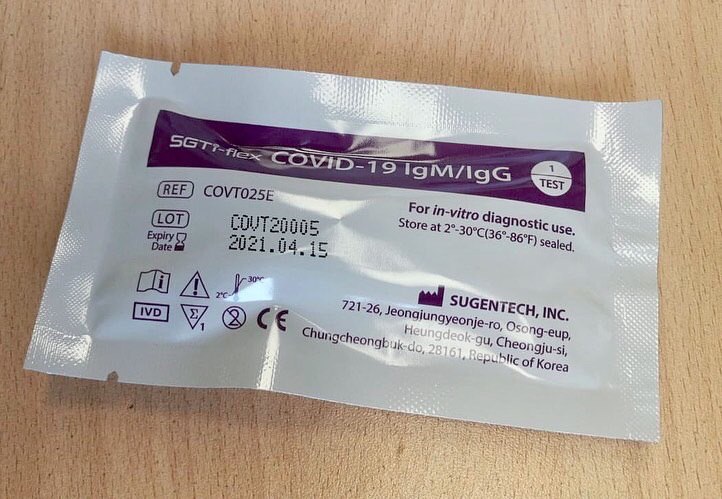 SGTi-flex COVID-19 IgM/IgG
1
TEST
REF COVT025E
LOT COVT20005
Expiry Date 2021.04.15
For in-vitro diagnostic use.
Store at 2°-30°C(36°-86°F) sealed.
2°C 30°C
IVD Σ 1 2 CE
SUGENTECH, INC.
721-26, Jeongjungyeonje-ro, Osong-eup,
Heungdeok-gu, Cheongju-si,
Chungcheongbuk-do, 28161, Republic of Korea